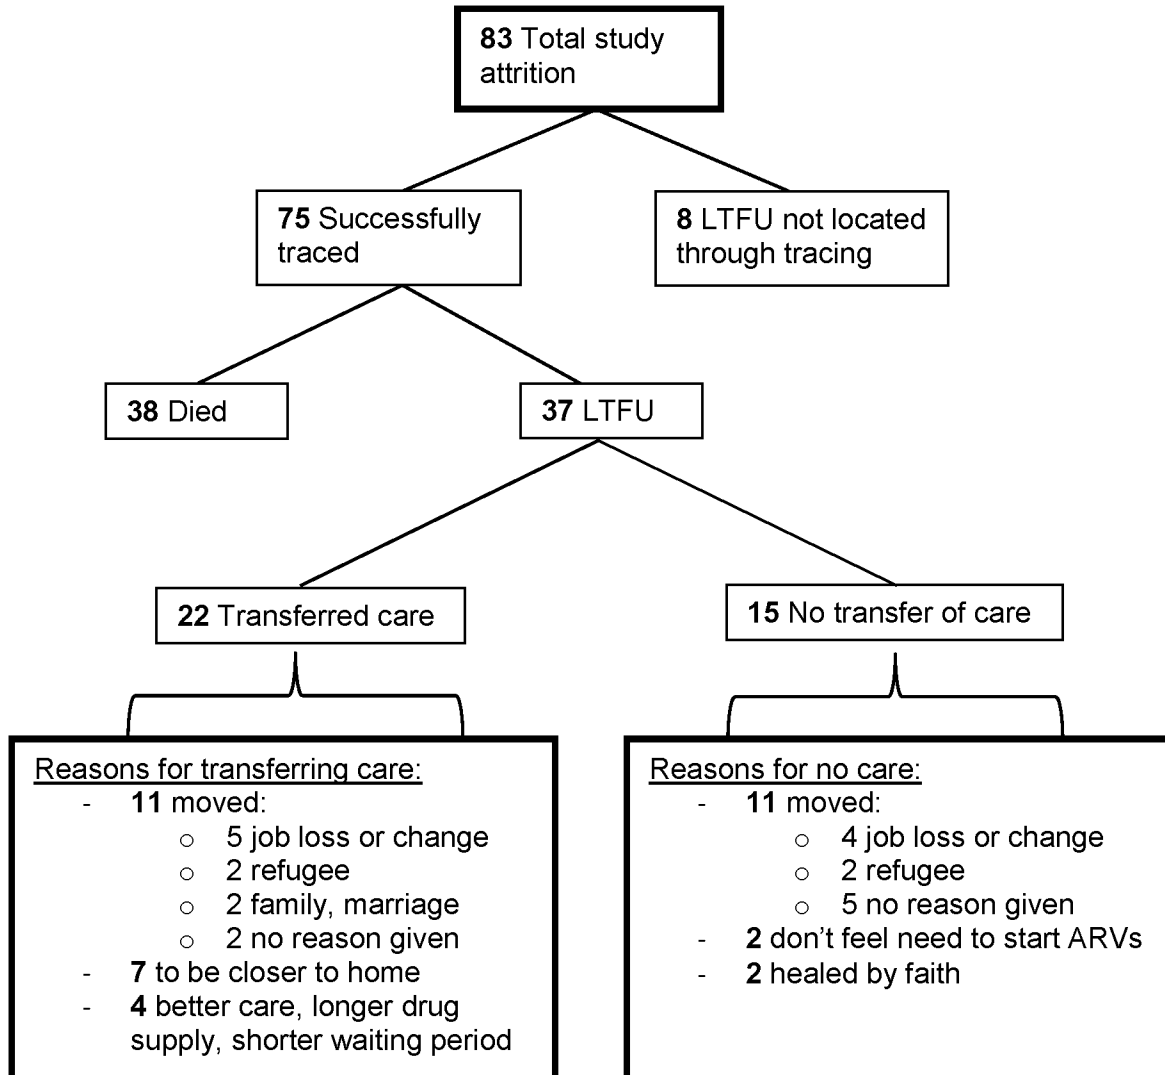 83 Total study
attrition
75 Successfully
traced
8 LTFU not located
through tracing
38 Died
37 LTFU
22 Transferred care
15 No transfer of care
Reasons for transferring care:
- 11 moved:
o 5 job loss or change
o 2 refugee
o 2 family, marriage
o 2 no reason given
- 7 to be closer to home
- 4 better care, longer drug
supply, shorter waiting period
Reasons for no care:
- 11 moved:
o 4 job loss or change
o 2 refugee
o 5 no reason given
- 2 don’t feel need to start ARVs
- 2 healed by faith